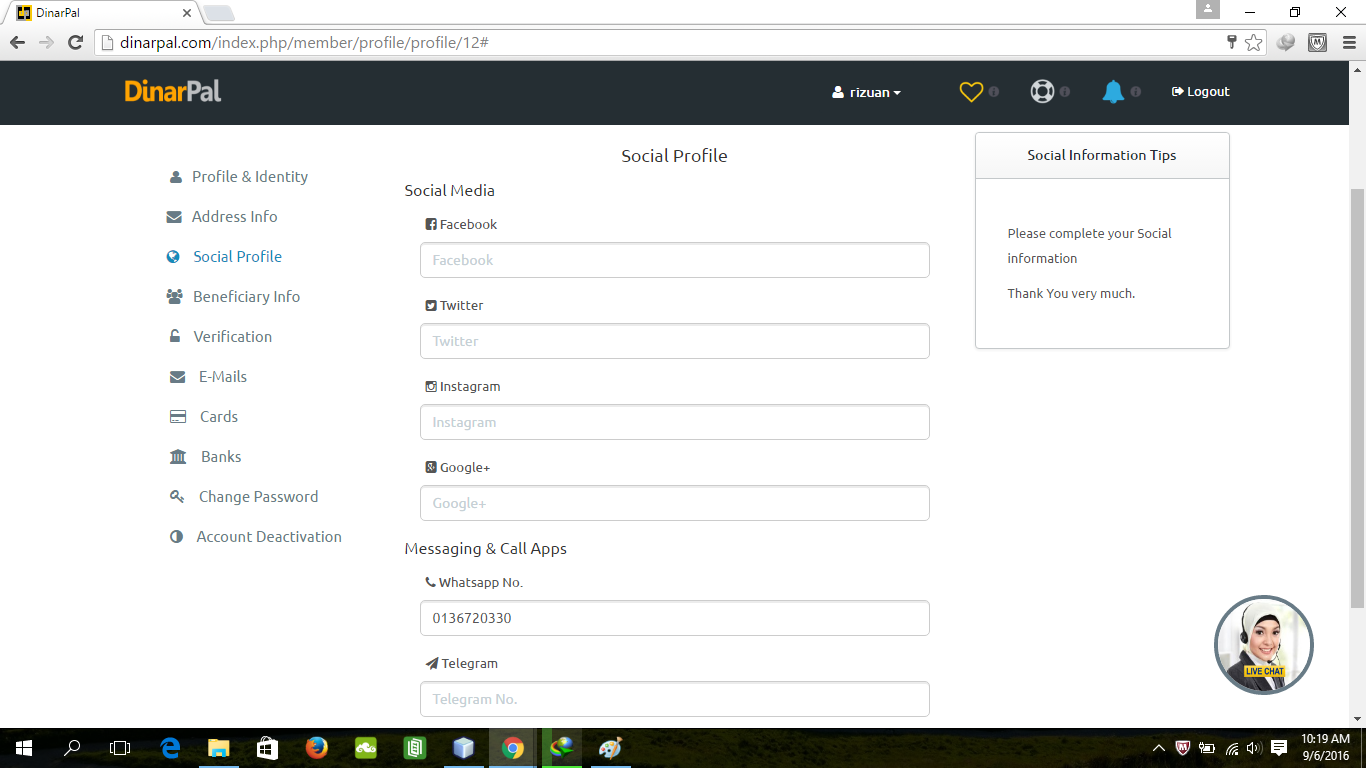 DinarPal
dinarpal.com/index.php/member/profile/profile/12#
DinarPal
rizuan
Logout
Profile & Identity
Address Info
Social Profile
Beneficiary Info
Verification
E-Mails
Cards
Banks
Change Password
Account Deactivation
Social Profile
Social Media
Facebook
Facebook
Twitter
Twitter
Instagram
Instagram
Google+
Google+
Messaging & Call Apps
Whatsapp No.
0136720330
Telegram
Telegram No.
Social Information Tips
Please complete your Social
information
Thank You very much.
LIVE CHAT
10:19 AM
9/6/2016